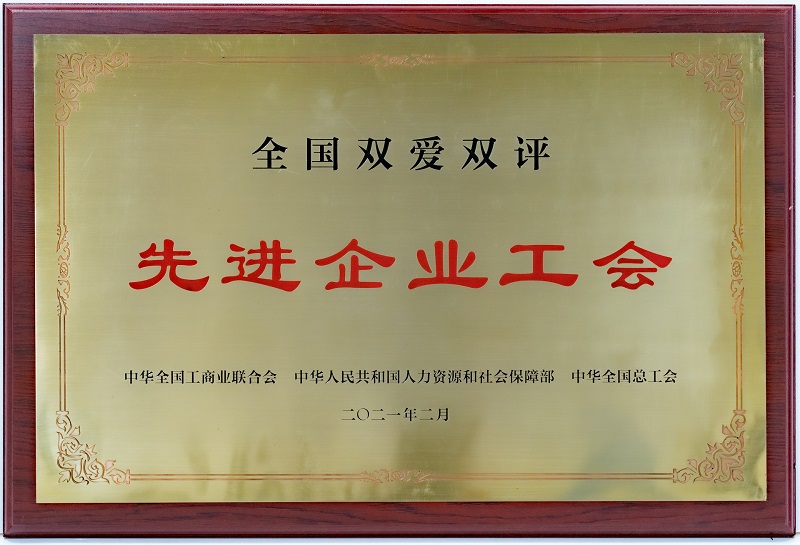 全国双爱双评
先进企业工会
中华全国工商业联合会 中华人民共和国人力资源和社会保障部 中华全国总工会
二〇二一年二月